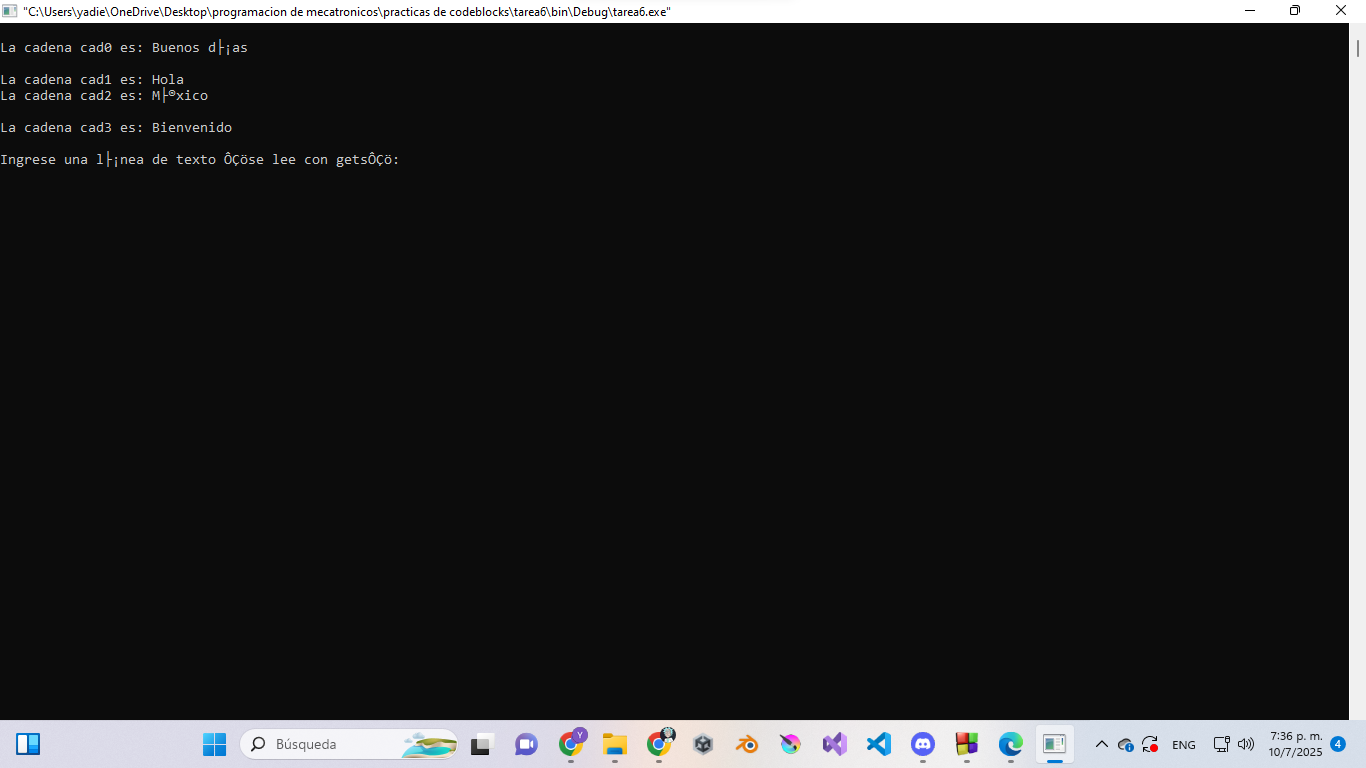 "C:\Users\yadie\OneDrive\Desktop\programacion de mecatronicos\practicas de codeblocks\tarea6\bin\Debug\tarea6.exe"
La cadena cad0 es: Buenos d├¡as
La cadena cad1 es: Hola
La cadena cad2 es: M├®xico
La cadena cad3 es: Bienvenido
Ingrese una l├¡nea de texto ÔÇöse lee con getsÔÇö:
Búsqueda
Y
ENG
7:36 p. m.
10/7/2025
4